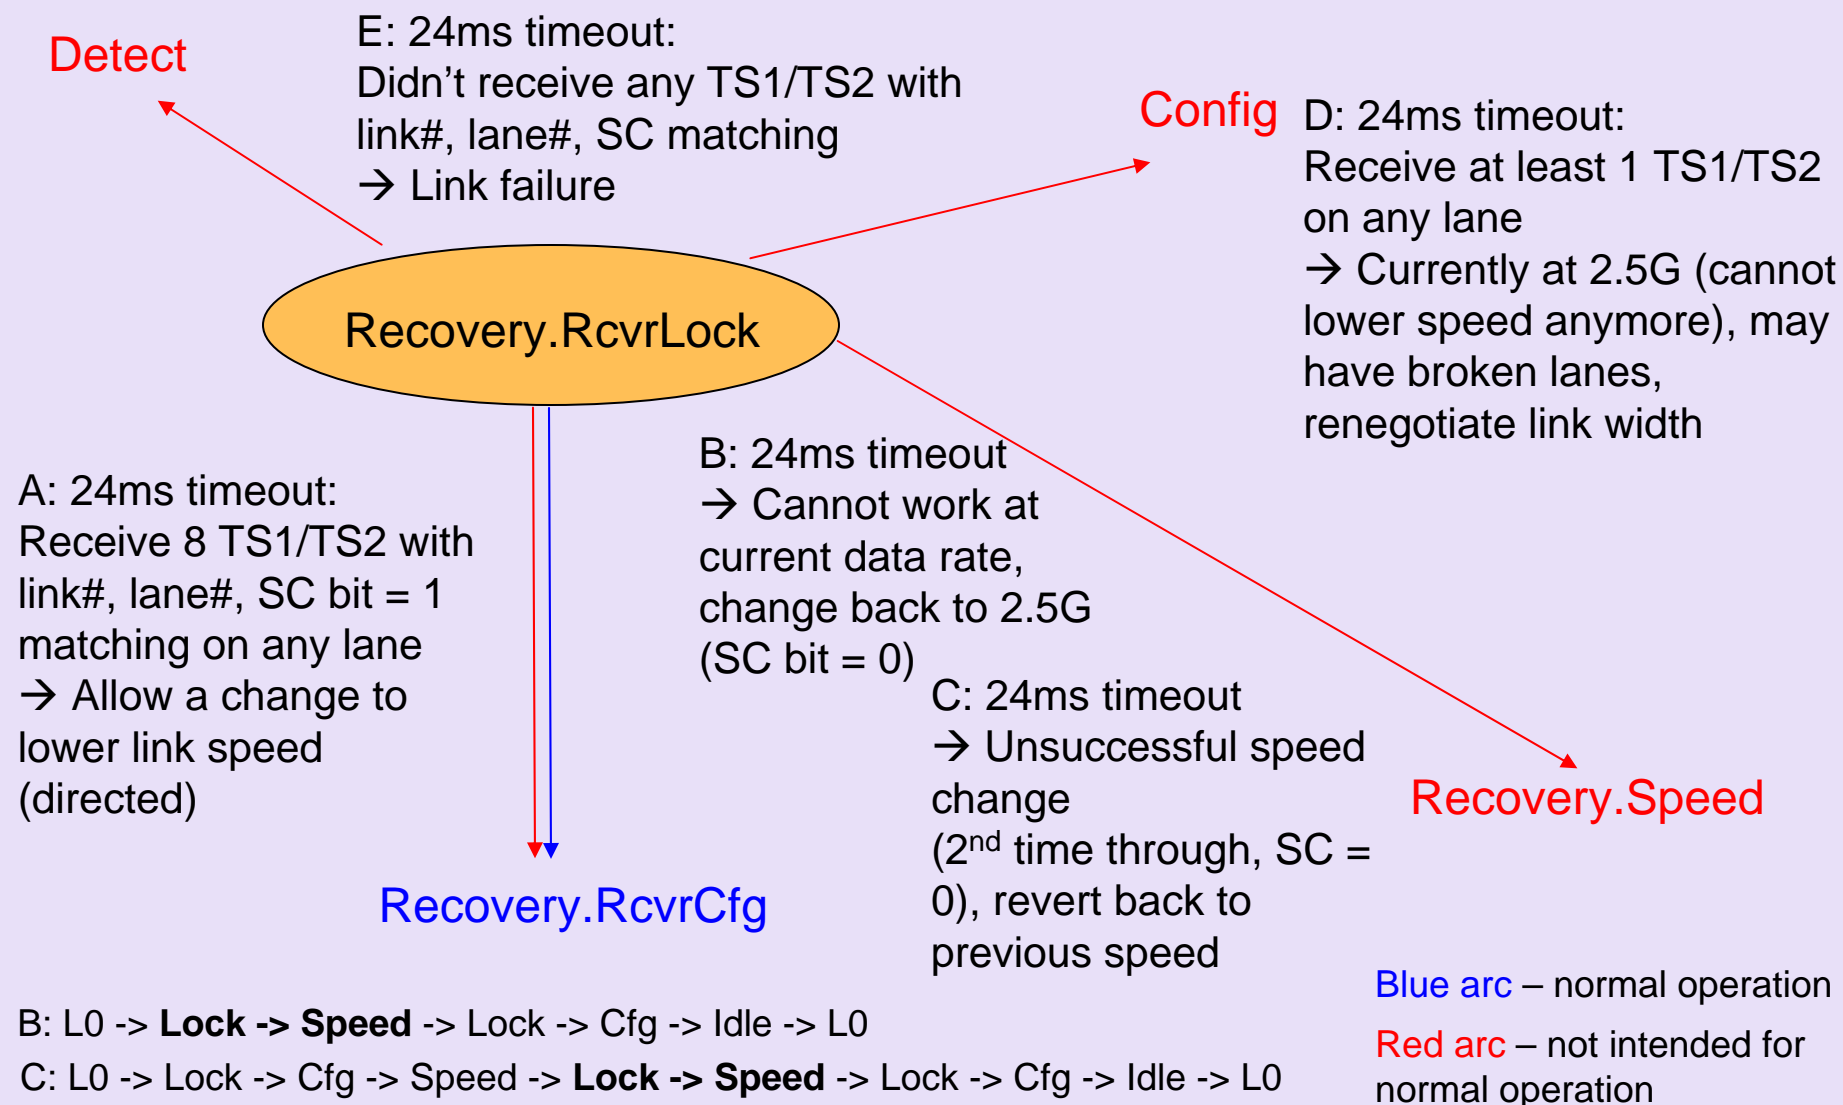 Detect
E: 24ms timeout:
Didn’t receive any TS1/TS2 with
link#, lane#, SC matching
→ Link failure
Config
D: 24ms timeout:
Receive at least 1 TS1/TS2
on any lane
→ Currently at 2.5G (cannot
lower speed anymore), may
have broken lanes,
renegotiate link width
Recovery.RcvrLock
A: 24ms timeout:
Receive 8 TS1/TS2 with
link#, lane#, SC bit = 1
matching on any lane
→ Allow a change to
lower link speed
(directed)
B: 24ms timeout
→ Cannot work at
current data rate,
change back to 2.5G
(SC bit = 0)
C: 24ms timeout
→ Unsuccessful speed
change
(2nd time through, SC =
0), revert back to
previous speed
Recovery.Speed
Recovery.RcvrCfg
Blue arc – normal operation
Red arc – not intended for
normal operation
B: L0 -> Lock -> Speed -> Lock -> Cfg -> Idle -> L0
C: L0 -> Lock -> Cfg -> Speed -> Lock -> Speed -> Lock -> Cfg -> Idle -> L0